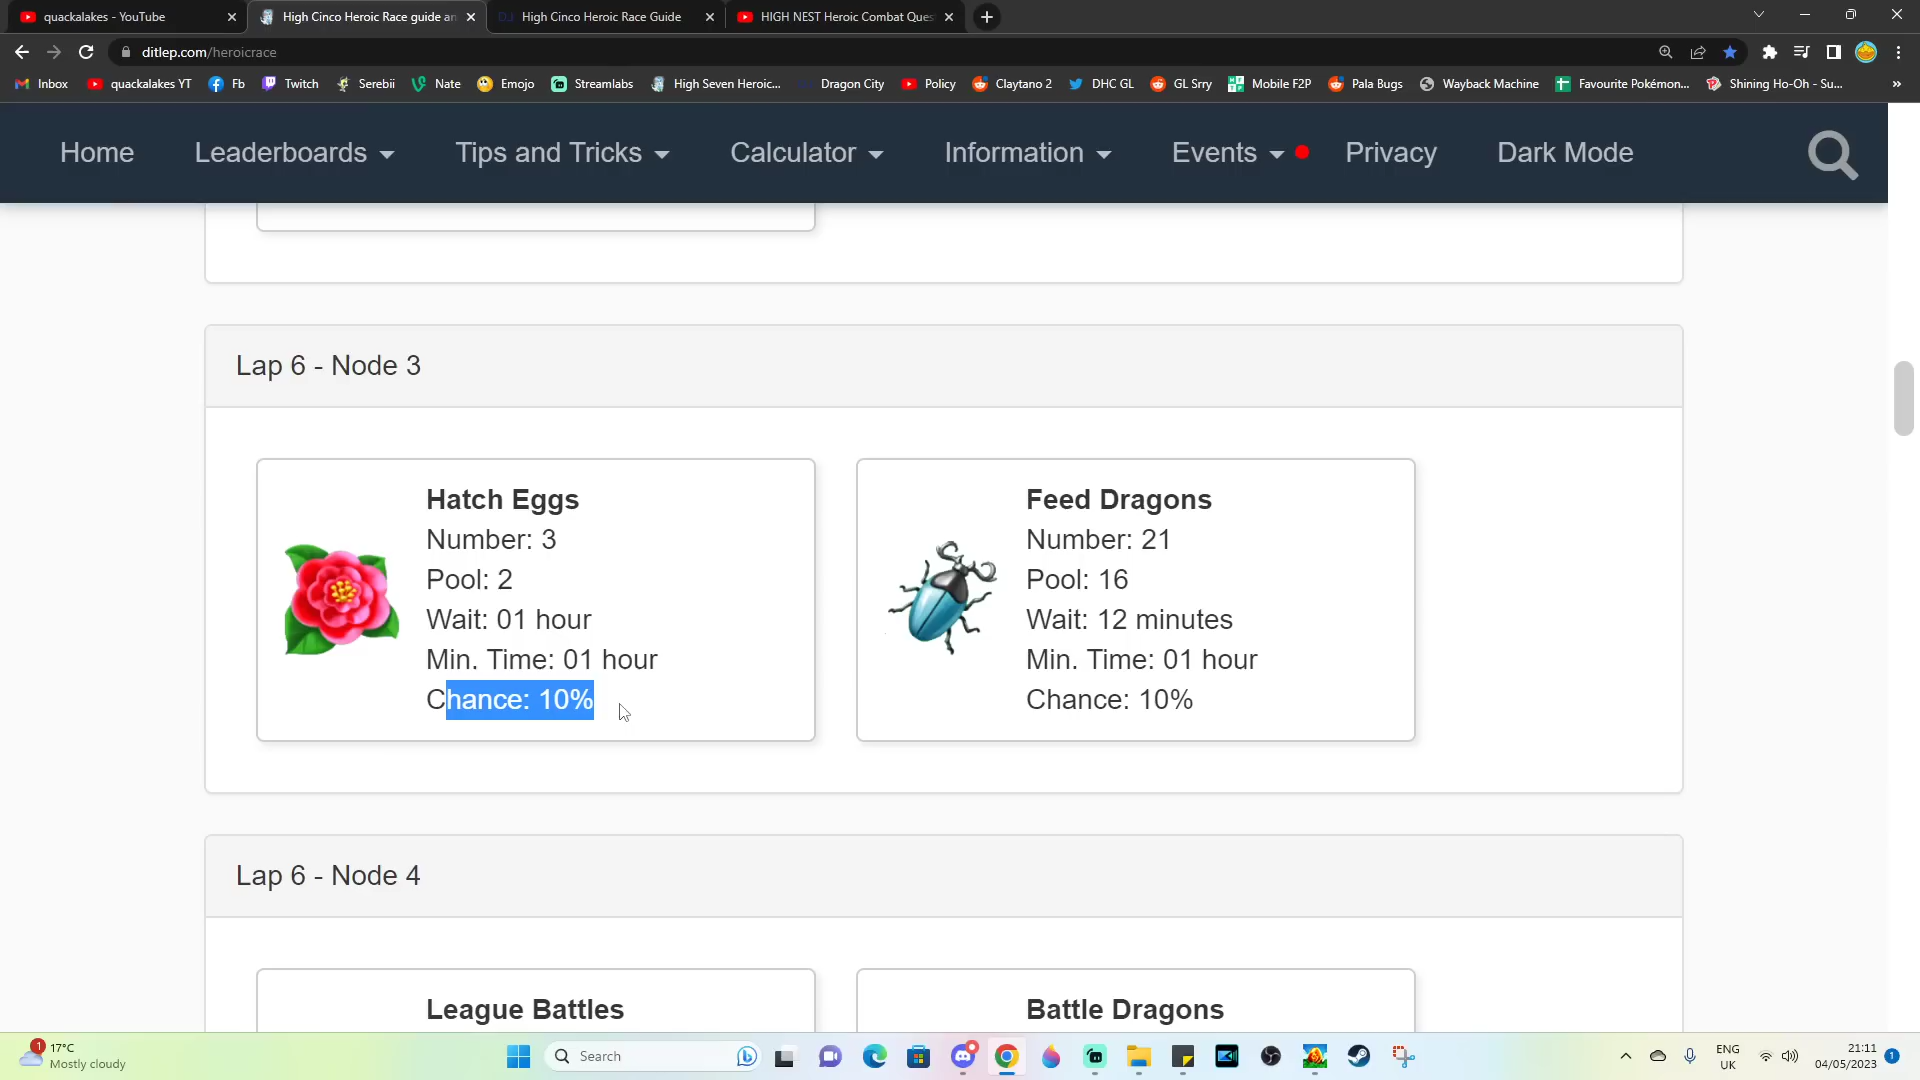 quackalakes - YouTube
High Cinco Heroic Race guide an
High Cinco Heroic Race Guide
HIGH NEST Heroic Combat Ques
ditlep.com/heroicrace
Inbox
quackalakes YT
Fb
Twitch
Serebii
Nate
Emojo
Streamlabs
High Seven Heroic...
Dragon City
Policy
Claytano 2
DHC GL
GL Srry
Mobile F2P
Pala Bugs
Wayback Machine
Favourite Pokémon...
Shining Ho-Oh - Su...
»
Home
Leaderboards
Tips and Tricks
Calculator
Information
Events
Privacy
Dark Mode
Lap 6 - Node 3
Hatch Eggs
Number: 3
Pool: 2
Wait: 01 hour
Min. Time: 01 hour
Chance: 10%
Feed Dragons
Number: 21
Pool: 16
Wait: 12 minutes
Min. Time: 01 hour
Chance: 10%
Lap 6 - Node 4
League Battles
Battle Dragons
1
17°C
Mostly cloudy
Search
ENG
UK
21:11
04/05/2023
1